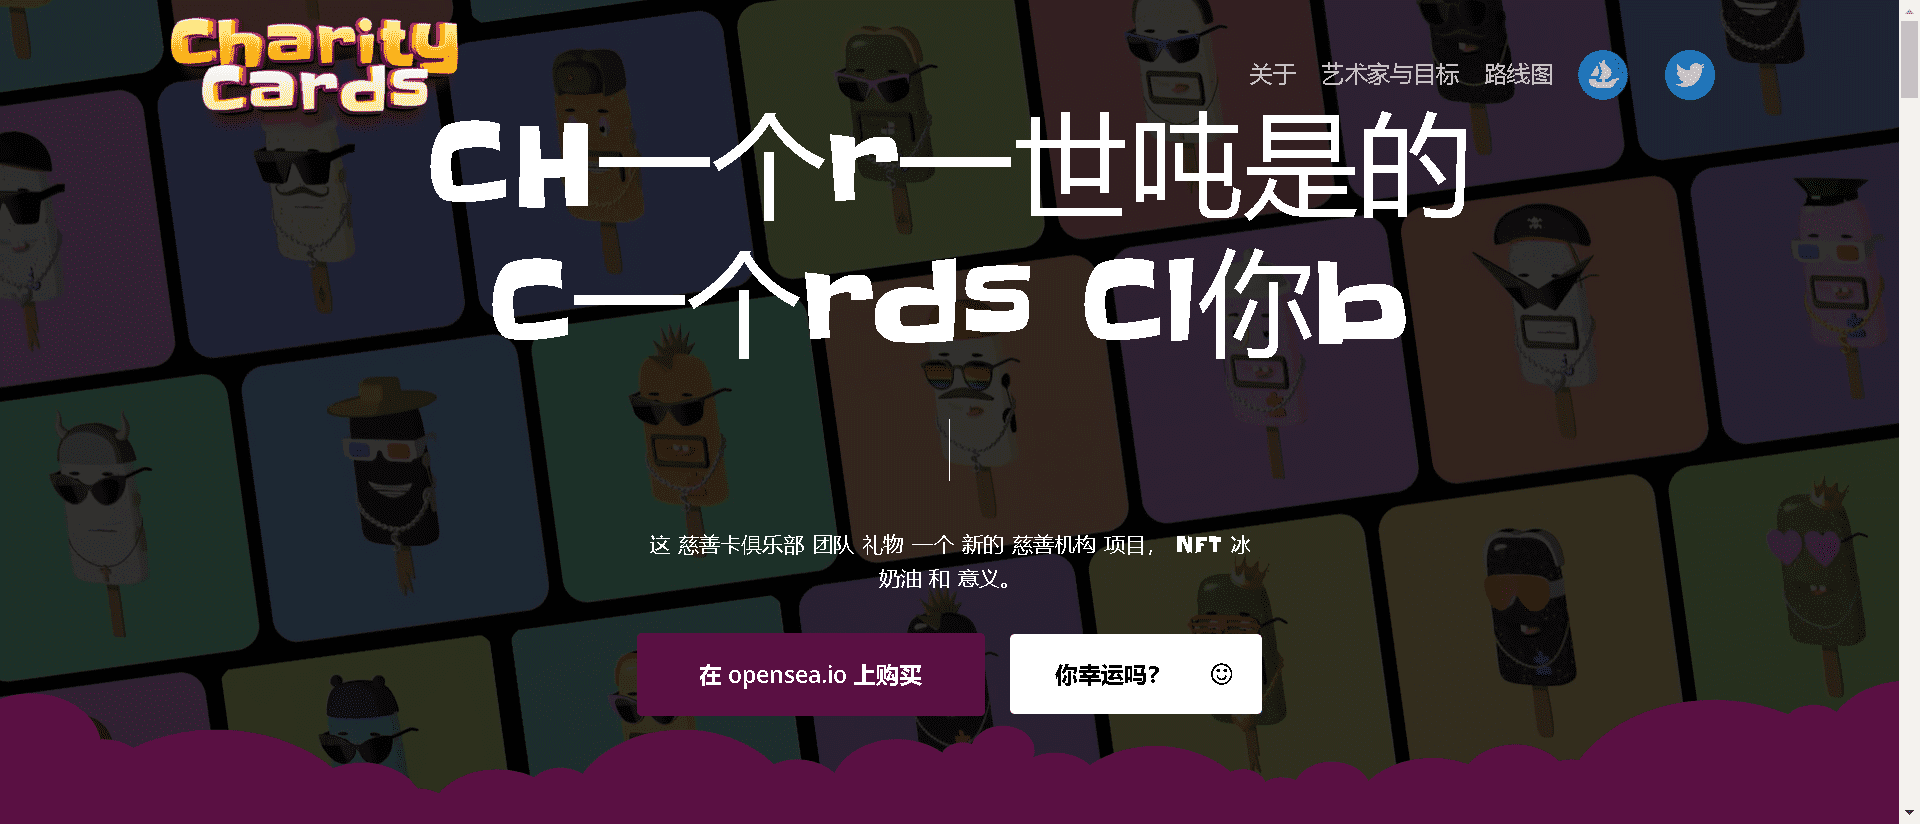 Charity
Cards
关于 艺术家与目标 路线图
CH一个r一世吨是的
C一个rds Cl你b
这 慈善卡俱乐部 团队 礼物 一个 新的 慈善机构 项目， NFT 冰
奶油 和 意义。
在 opensea.io 上购买
你幸运吗？